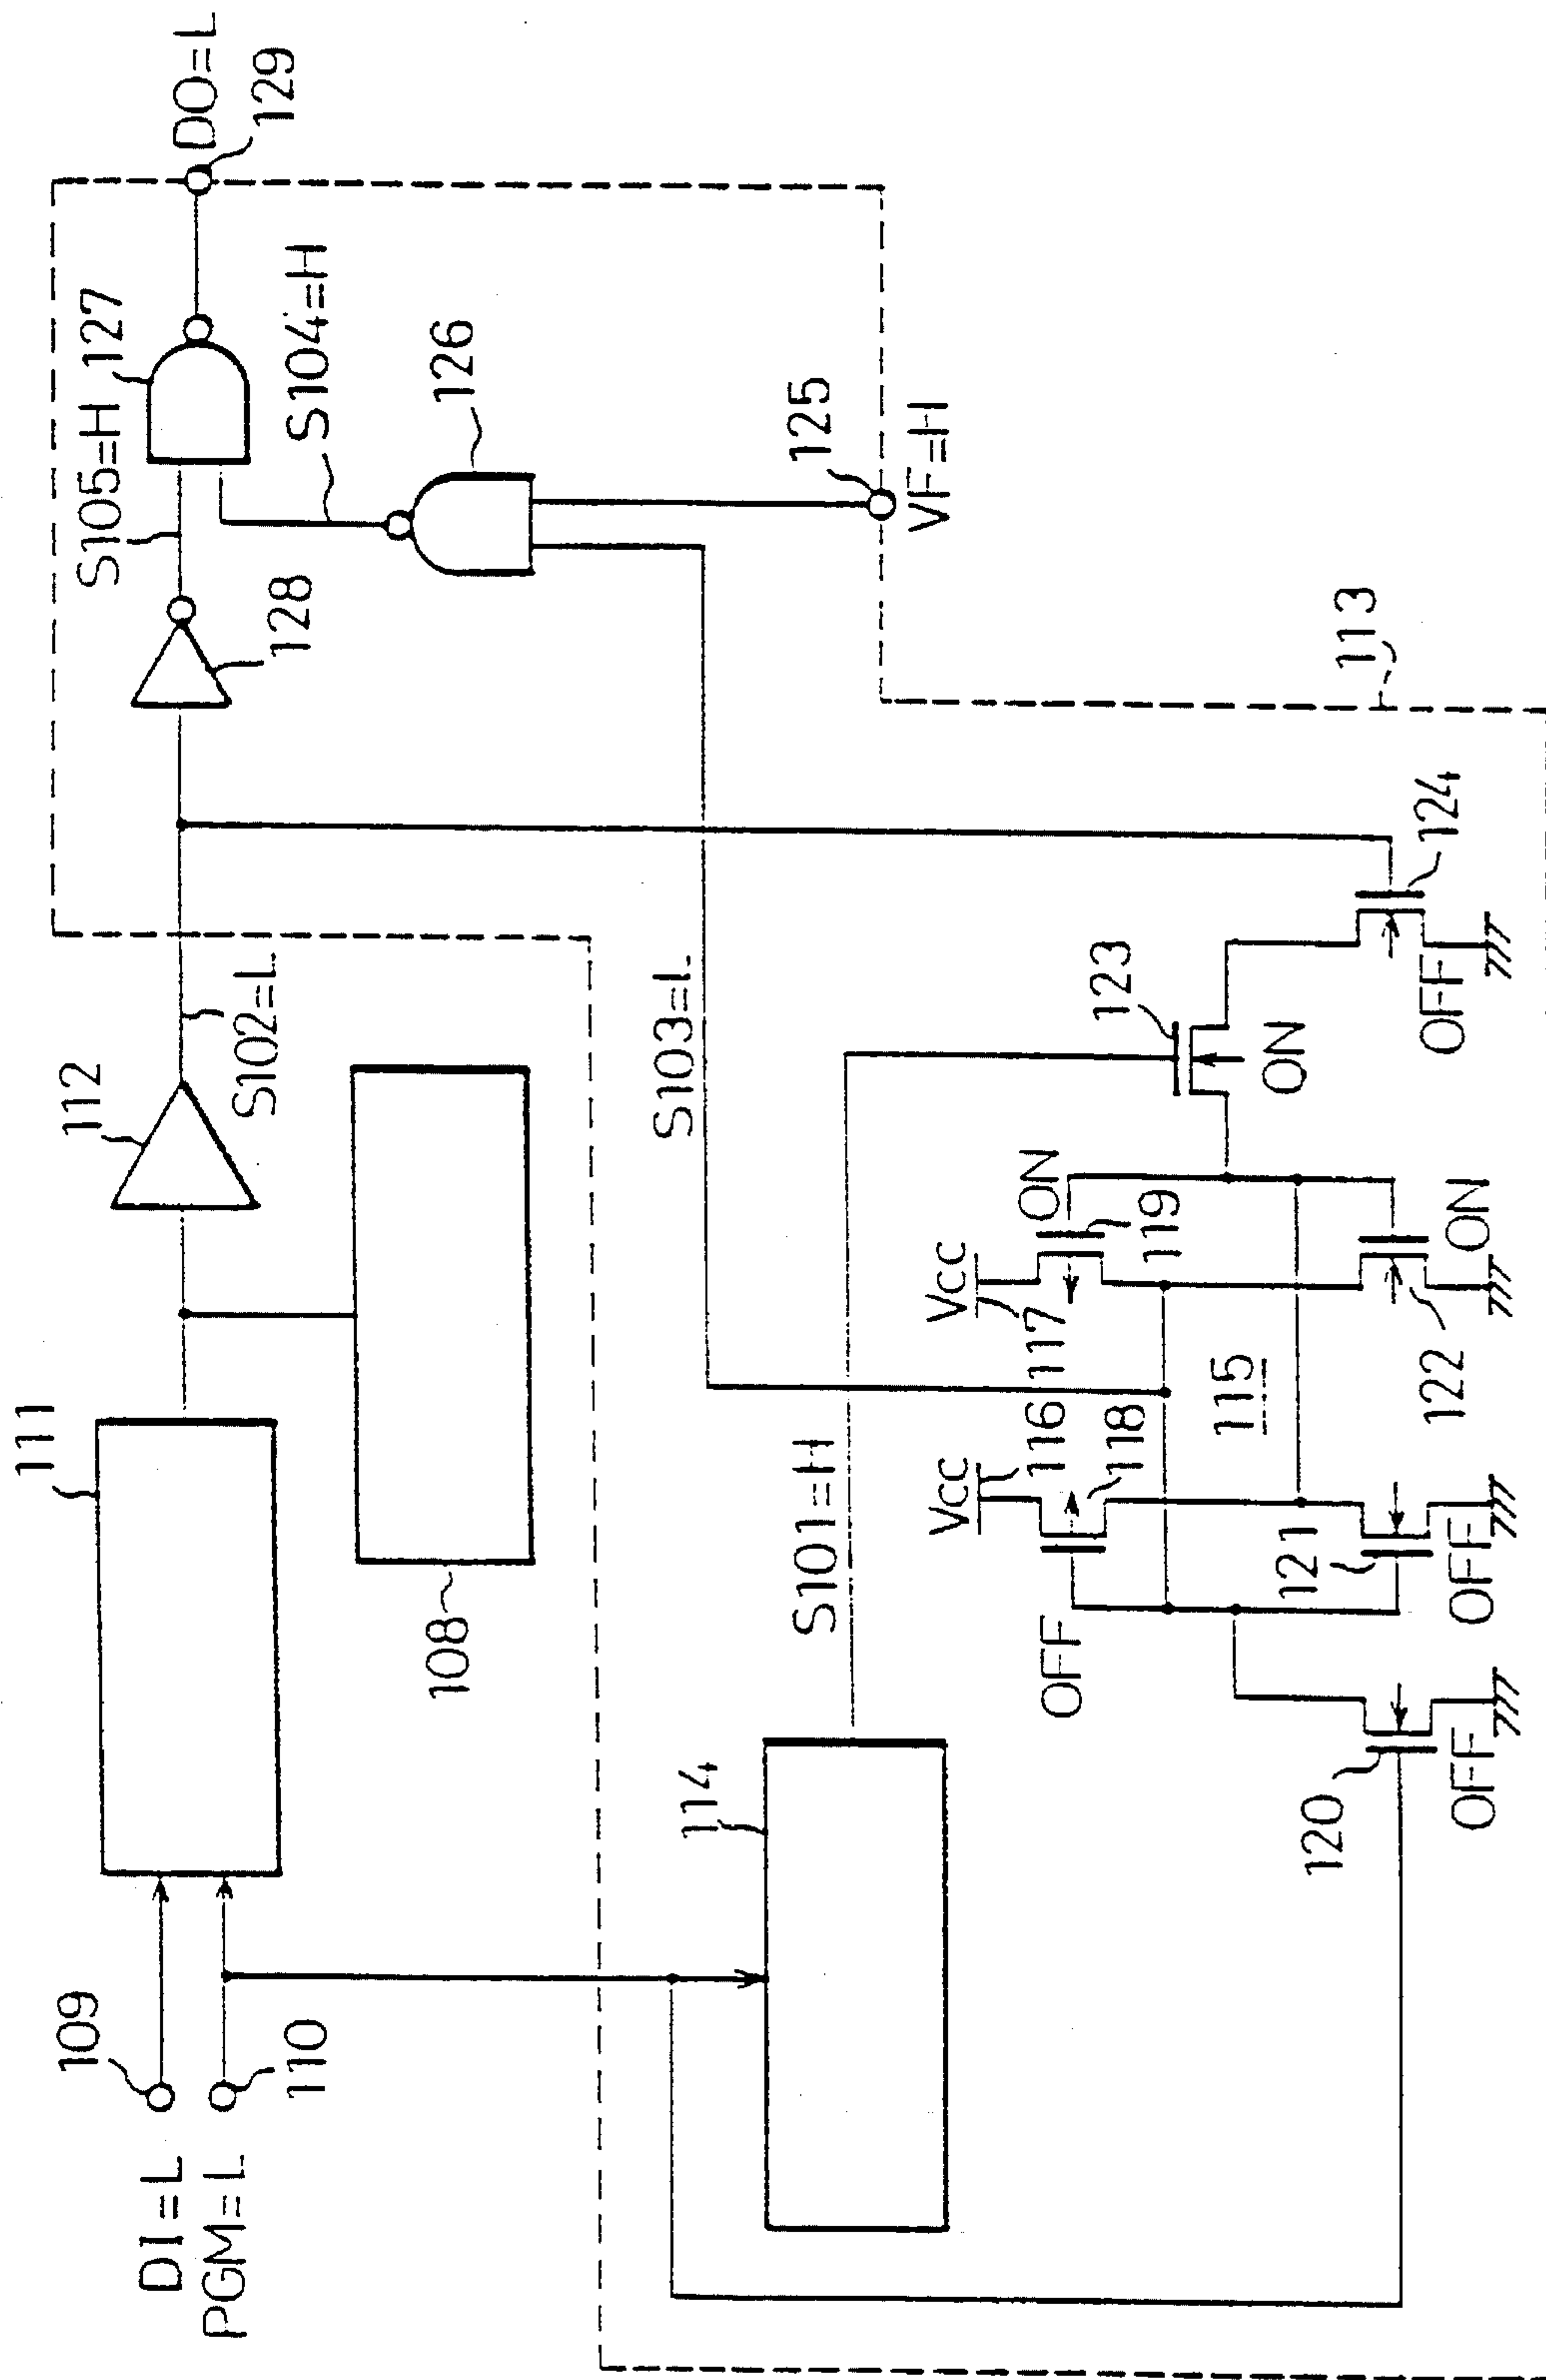 DI=L
PGM=L
109
110
111
112
S102=L
108
128
S105=H
127
S104=H
126
DO=L
129
125
VF=H
113
114
S101=H
S103=L
VCC
116
118
OFF
VCC
117
119
ON
115
123
ON
124
OFF
120
OFF
121
OFF
122
ON